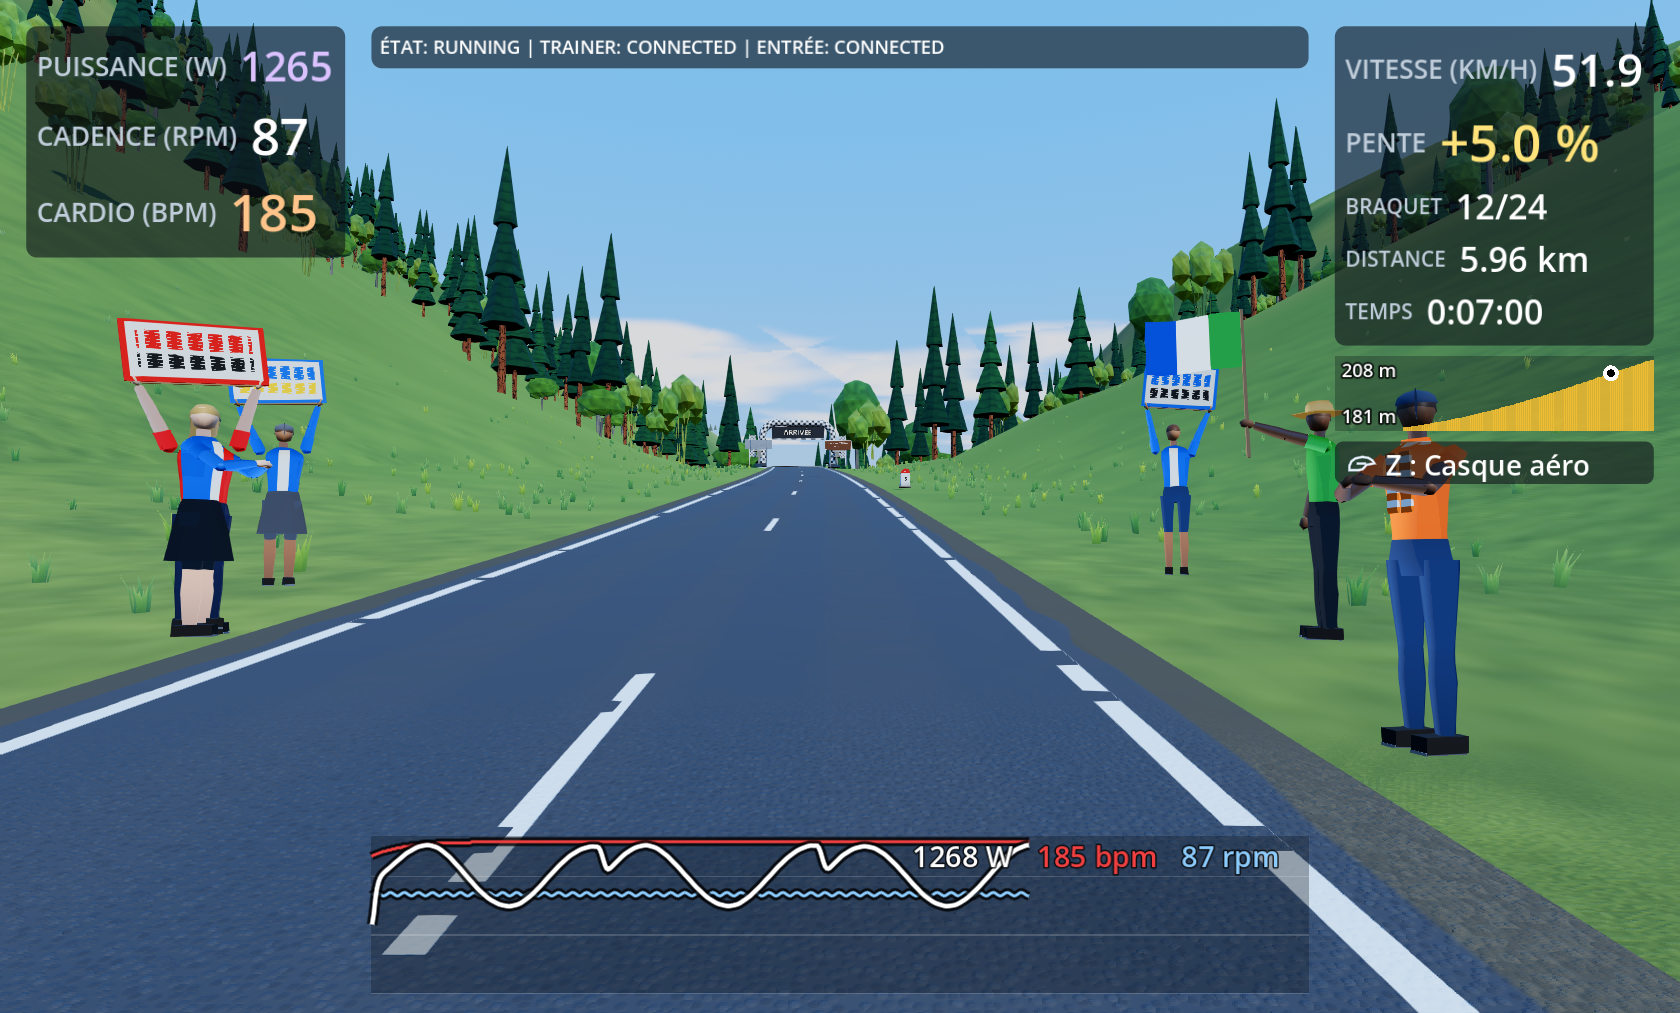 PUISSANCE (W) 1265
CADENCE (RPM) 87
CARDIO (BPM) 185
ÉTAT: RUNNING | TRAINER: CONNECTED | ENTRÉE: CONNECTED
VITESSE (KM/H) 51.9
PENTE +5.0 %
BRAQUET 12/24
DISTANCE 5.96 km
TEMPS 0:07:00
208 m
181 m
Z : Casque aéro
ARRIVÉE
1268 W 185 bpm 87 rpm